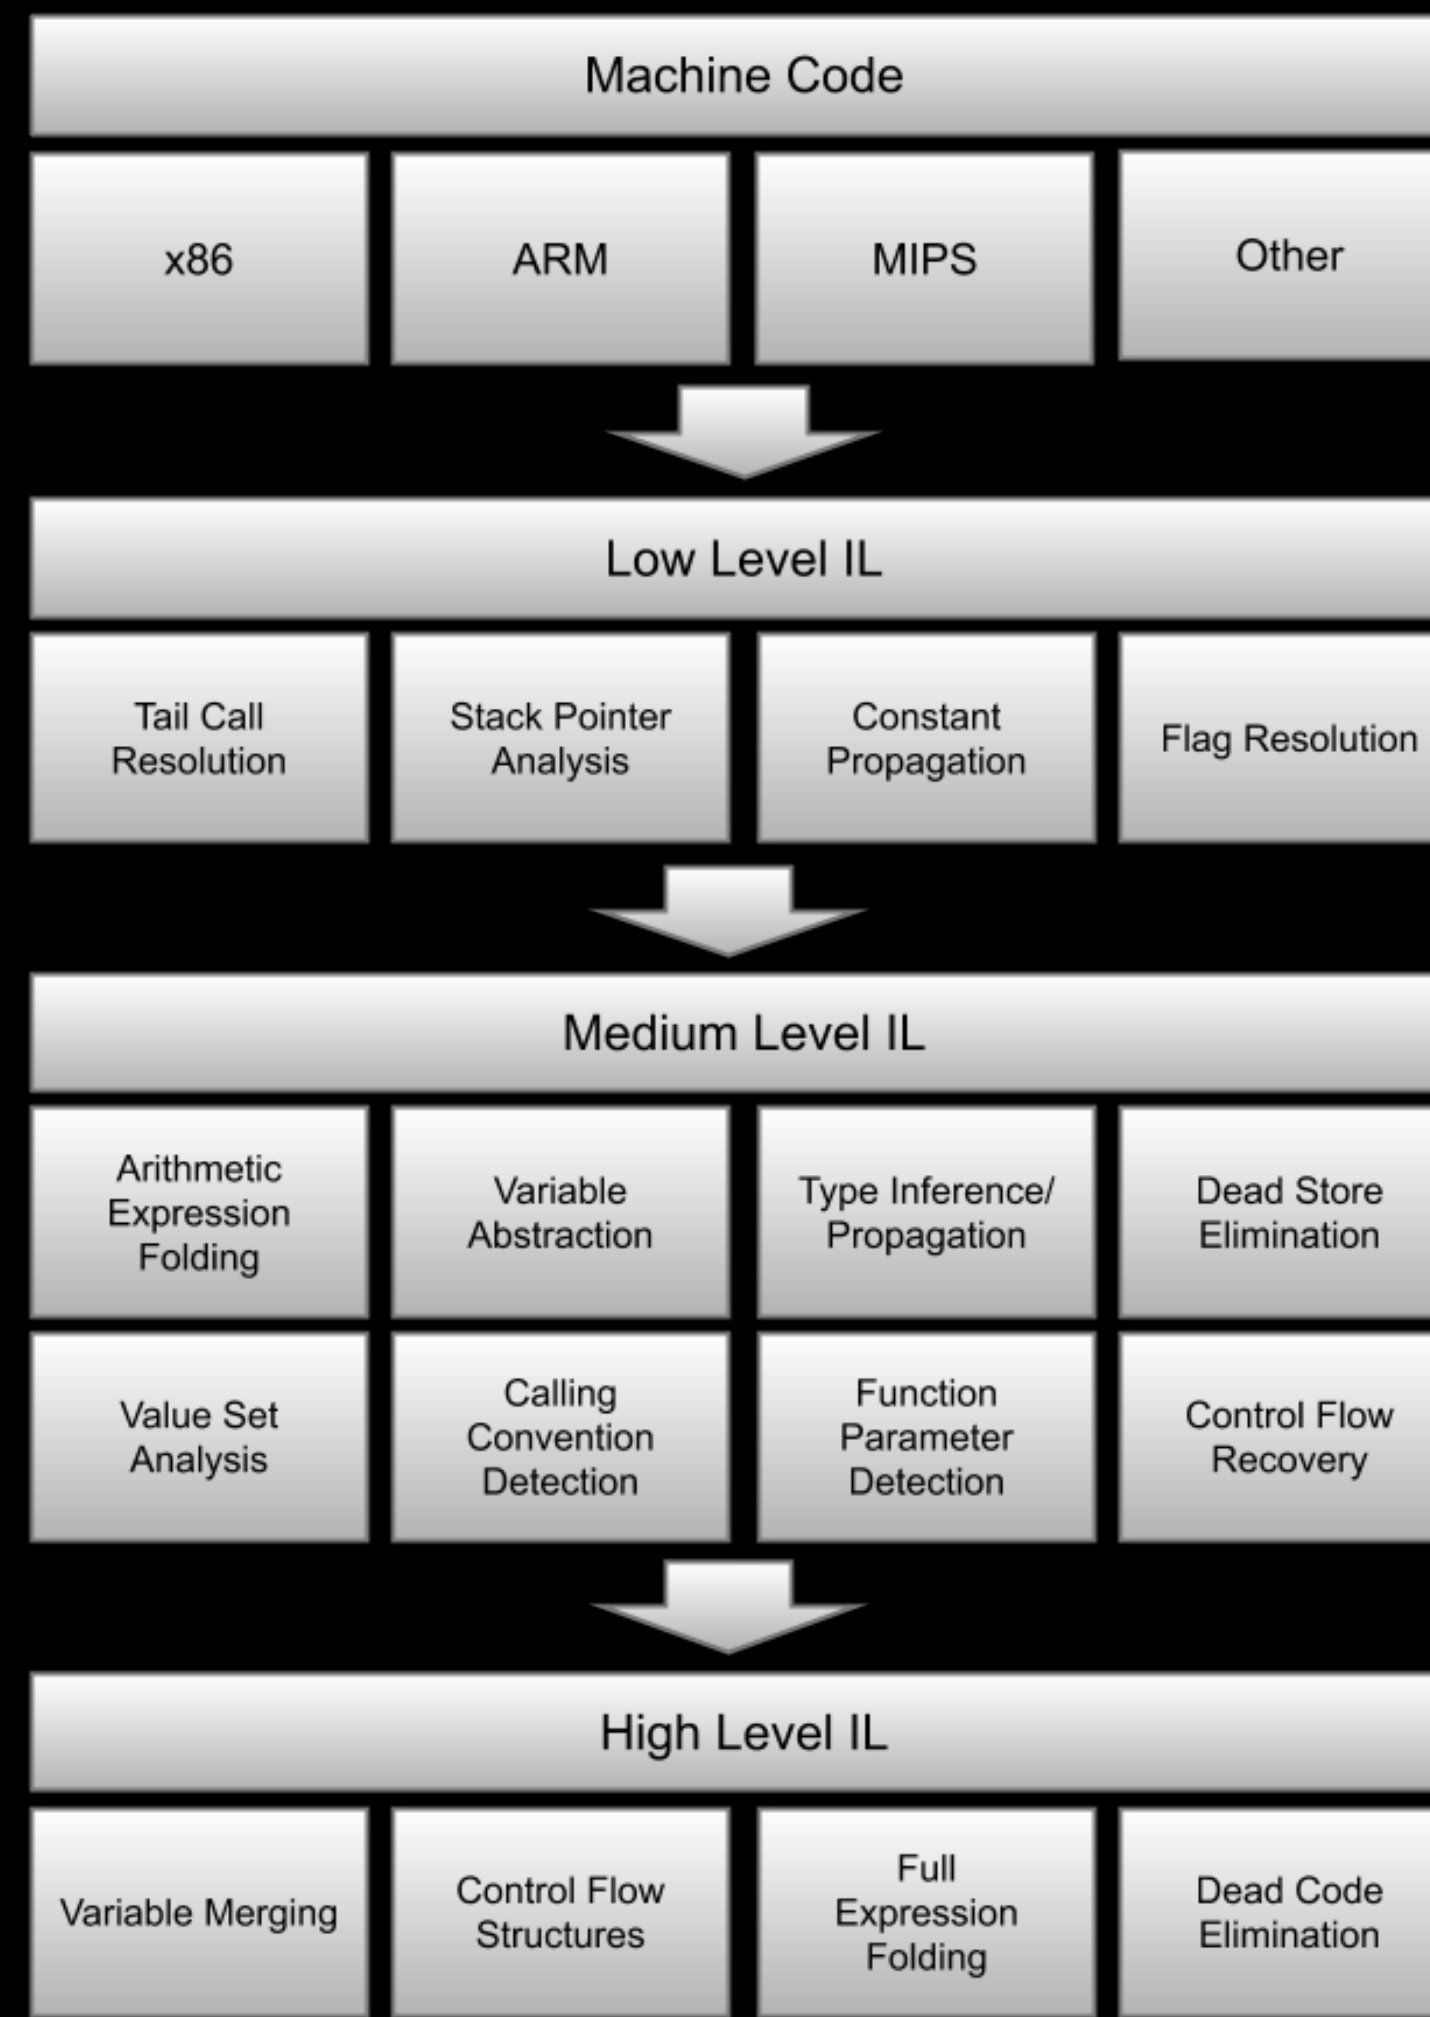 Machine Code
x86
ARM
MIPS
Other
Low Level IL
Tail Call
Resolution
Stack Pointer
Analysis
Constant
Propagation
Flag Resolution
Medium Level IL
Arithmetic
Expression
Folding
Variable
Abstraction
Type Inference/
Propagation
Dead Store
Elimination
Value Set
Analysis
Calling
Convention
Detection
Function
Parameter
Detection
Control Flow
Recovery
High Level IL
Variable Merging
Control Flow
Structures
Full
Expression
Folding
Dead Code
Elimination